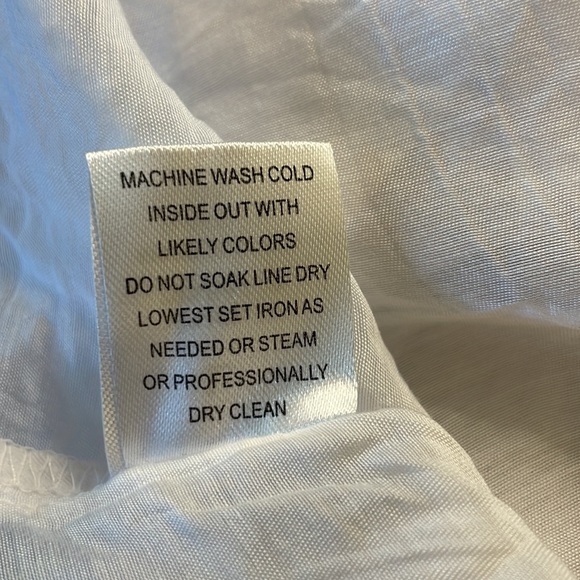 MACHINE WASH COLD
INSIDE OUT WITH
LIKELY COLORS
DO NOT SOAK LINE DRY
LOWEST SET IRON AS
NEEDED OR STEAM
OR PROFESSIONALLY
DRY CLEAN